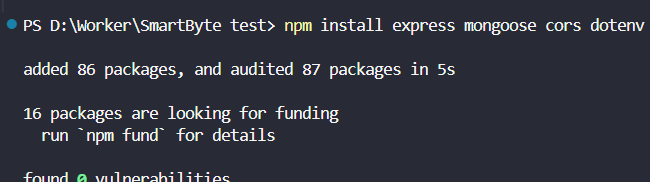 PS D:\Worker\SmartByte test> npm install express mongoose cors dotenv
added 86 packages, and audited 87 packages in 5s
16 packages are looking for funding
run `npm fund` for details
found 0 vulnerabilities